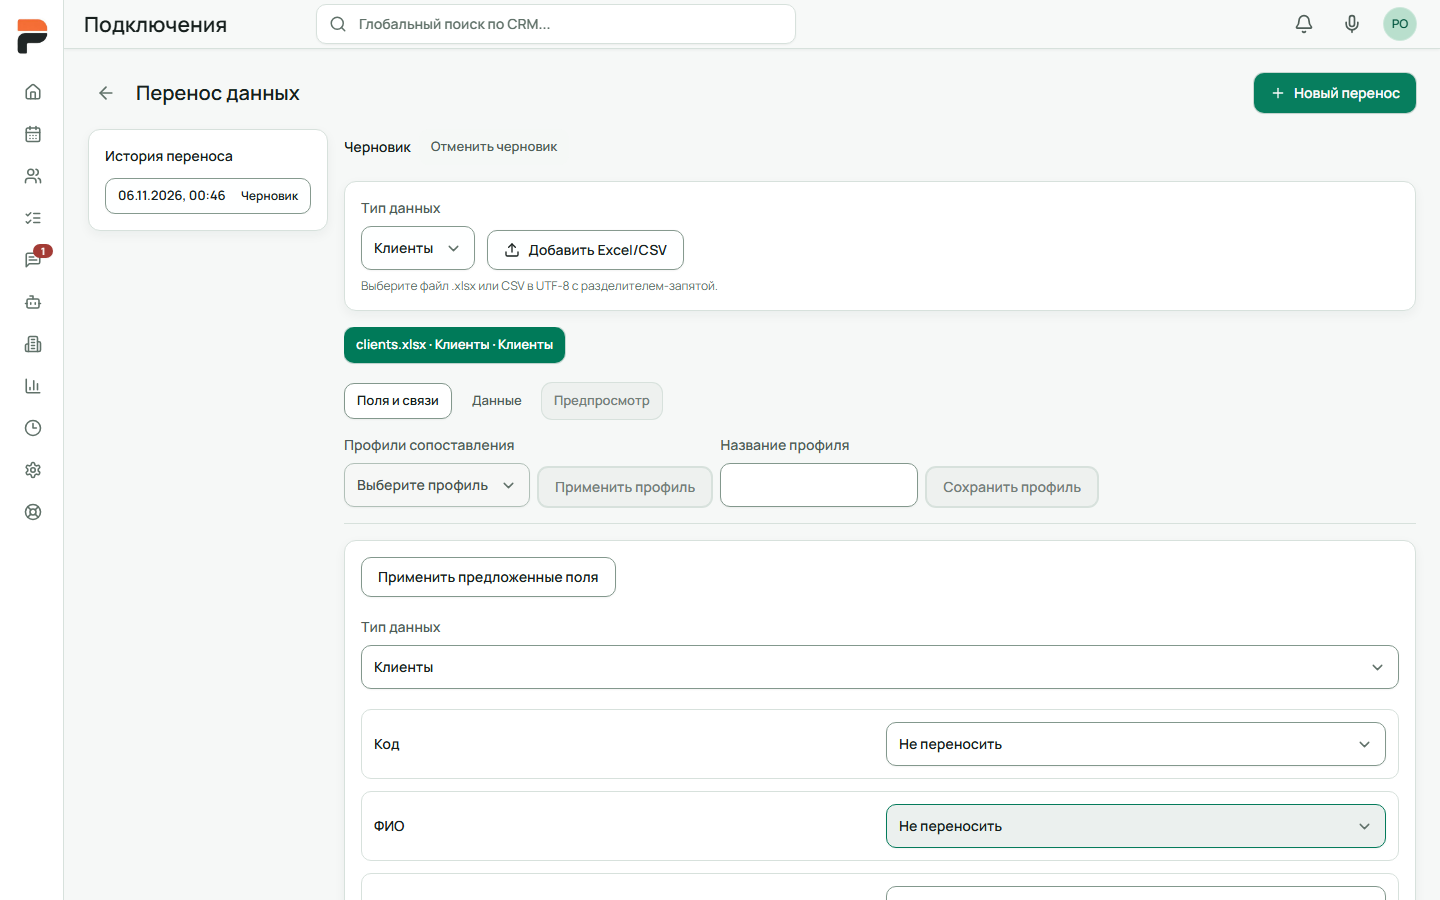 Подключения
Глобальный поиск по CRM...
PO
Перенос данных
Новый перенос
История переноса
06.11.2026, 00:46 Черновик
Черновик Отменить черновик
Тип данных
Клиенты
Добавить Excel/CSV
Выберите файл .xlsx или CSV в UTF-8 с разделителем-запятой.
1
clients.xlsx · Клиенты · Клиенты
Поля и связи Данные Предпросмотр
Профили сопоставления
Название профиля
Выберите профиль
Применить профиль
Сохранить профиль
Применить предложенные поля
Тип данных
Клиенты
Код
Не переносить
ФИО
Не переносить